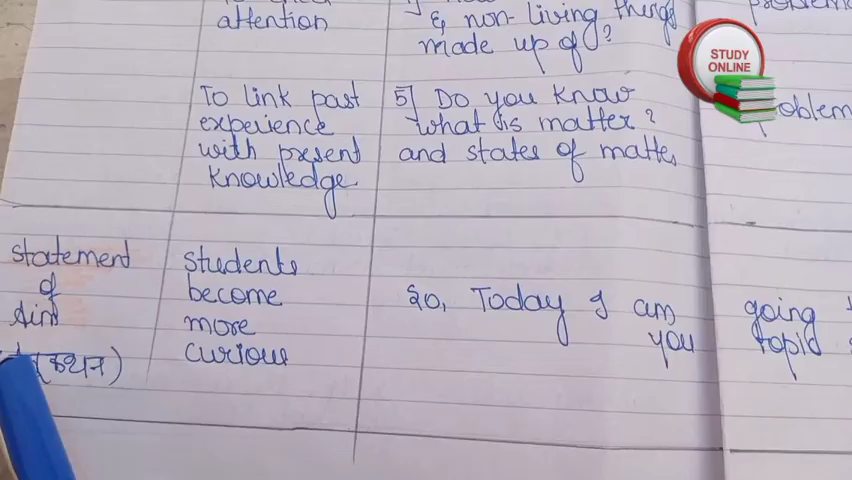 attention
& non-living things
made up of?
STUDY
ONLINE
To link past
experience
with present
knowledge
5] Do you know
what is matter?
and states of matter
statement
of
Aim
कथन)
students
become
more
curious
So, Today I am going
you topic